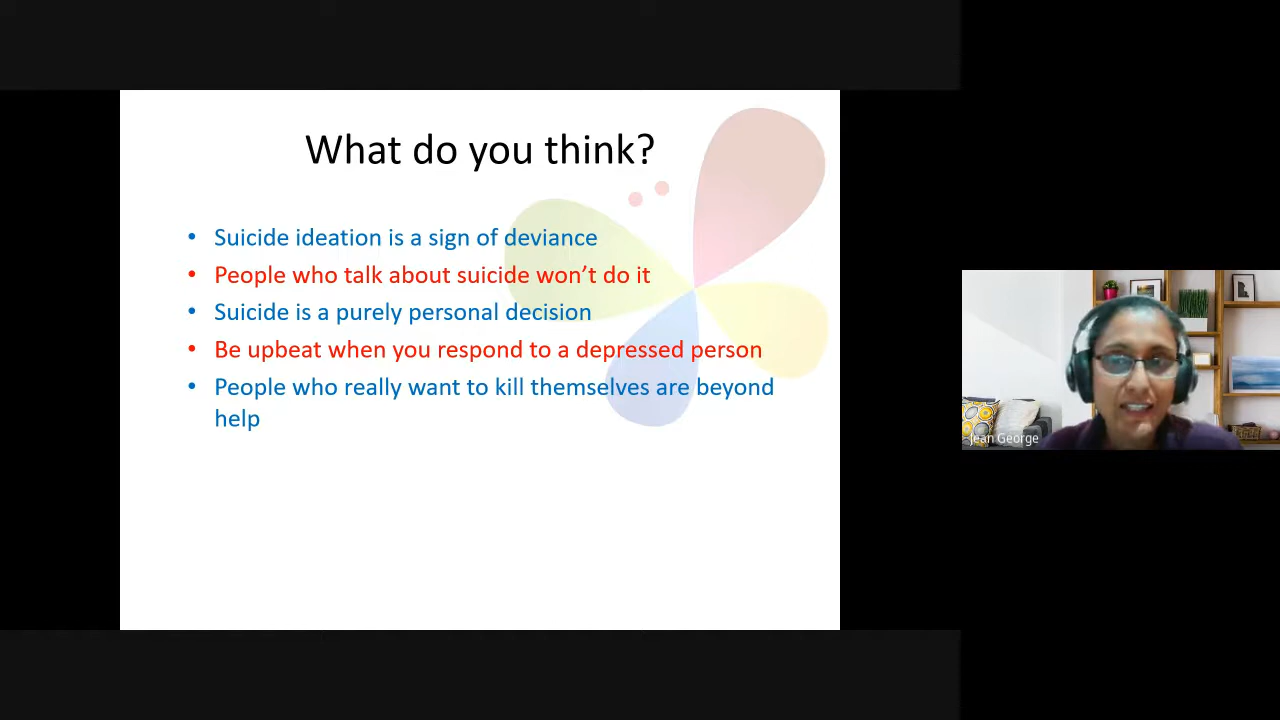 What do you think?
• Suicide ideation is a sign of deviance
• People who talk about suicide won’t do it
• Suicide is a purely personal decision
• Be upbeat when you respond to a depressed person
• People who really want to kill themselves are beyond
help
Jean George